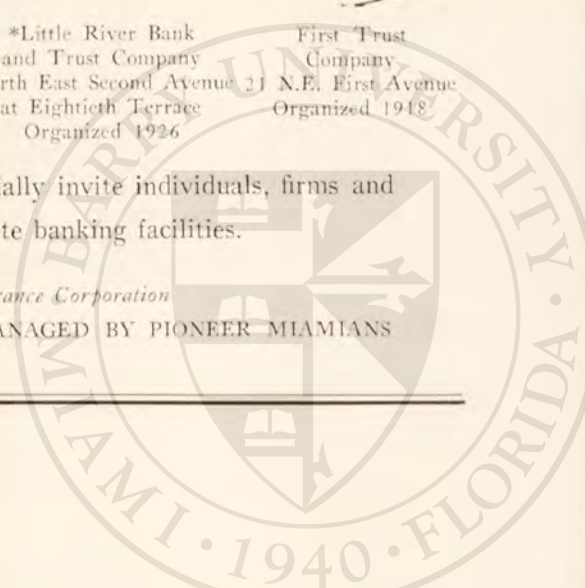 *Little River Bank
and Trust Company
rth East Second Avenue
at Eightieth Terrace
Organized 1926
First Trust
Company
21 N.E. First Avenue
Organized 1918
ally invite individuals, firms and
te banking facilities.
rance Corporation
ANAGED BY PIONEER MIAMIANS
BARRY UNIVERSITY
MIAMI · 1940 · FLORIDA ·